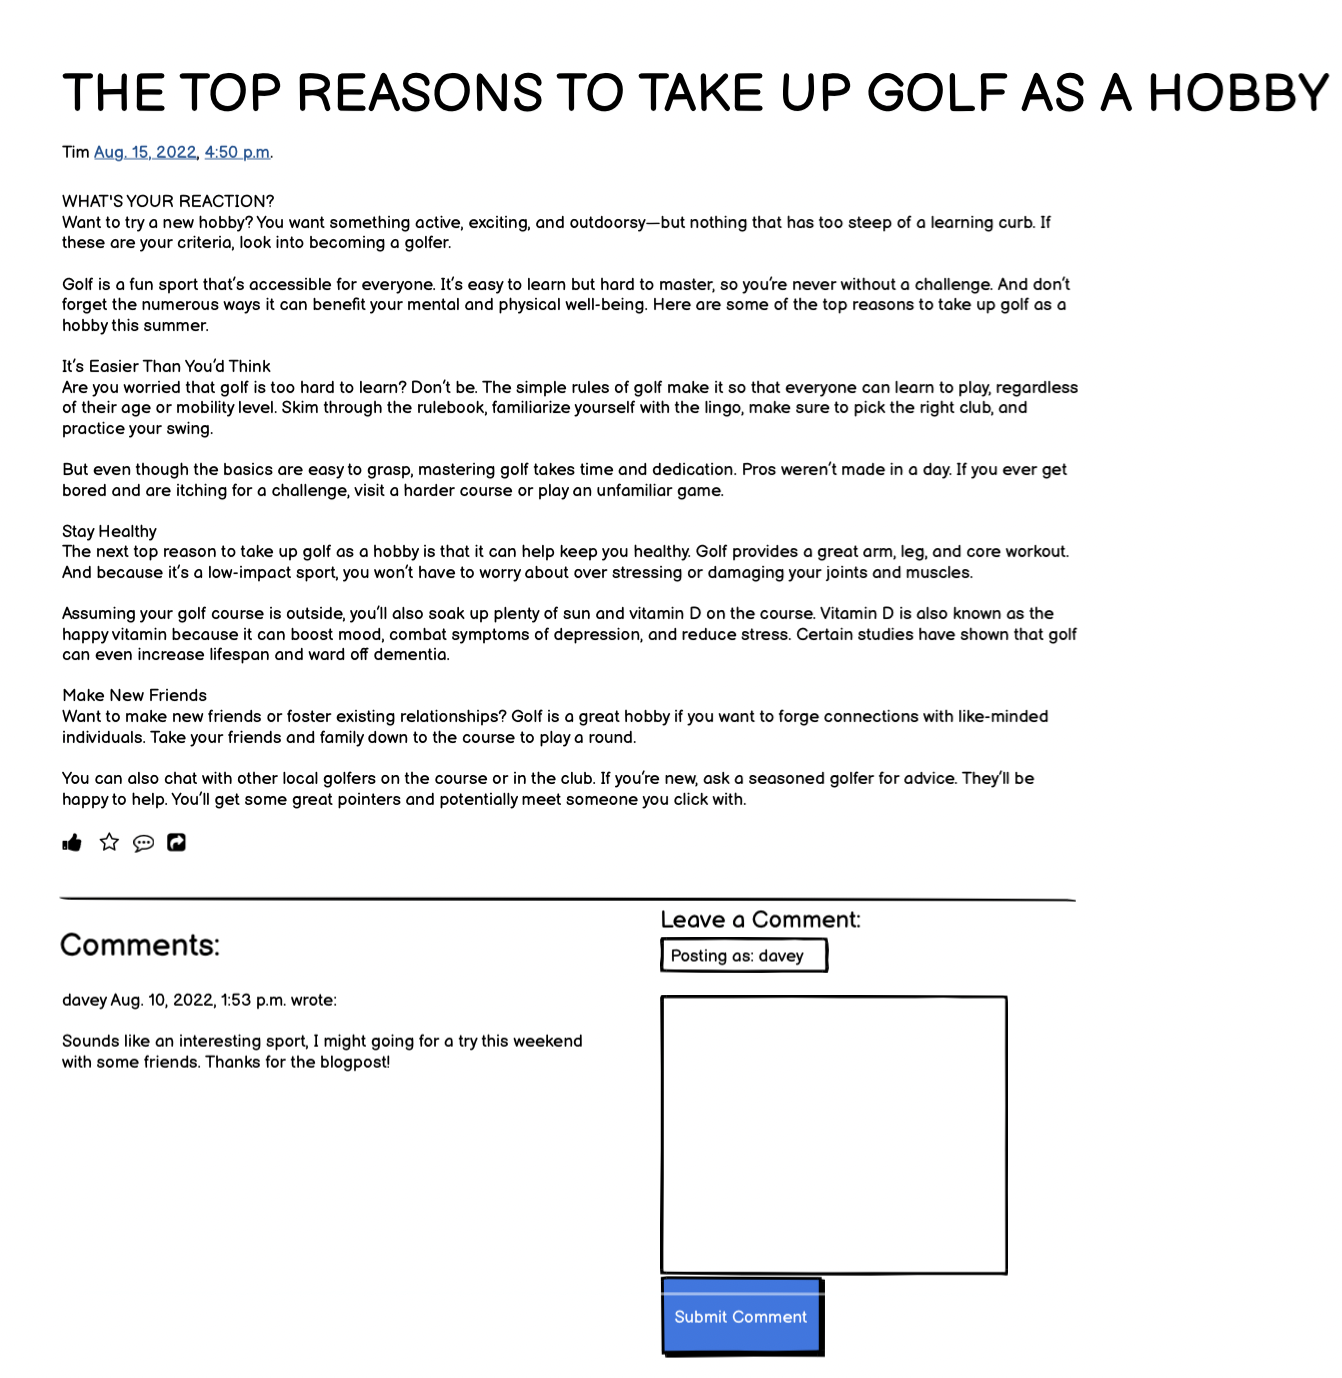 THE TOP REASONS TO TAKE UP GOLF AS A HOBBY
Tim Aug. 15, 2022, 4:50 p.m.
WHAT'S YOUR REACTION?
Want to try a new hobby? You want something active, exciting, and outdoorsy—but nothing that has too steep of a learning curb. If
these are your criteria, look into becoming a golfer.
Golf is a fun sport that’s accessible for everyone. It’s easy to learn but hard to master, so you’re never without a challenge. And don’t
forget the numerous ways it can benefit your mental and physical well-being. Here are some of the top reasons to take up golf as a
hobby this summer.
It’s Easier Than You’d Think
Are you worried that golf is too hard to learn? Don’t be. The simple rules of golf make it so that everyone can learn to play, regardless
of their age or mobility level. Skim through the rulebook, familiarize yourself with the lingo, make sure to pick the right club, and
practice your swing.
But even though the basics are easy to grasp, mastering golf takes time and dedication. Pros weren’t made in a day. If you ever get
bored and are itching for a challenge, visit a harder course or play an unfamiliar game.
Stay Healthy
The next top reason to take up golf as a hobby is that it can help keep you healthy. Golf provides a great arm, leg, and core workout.
And because it’s a low-impact sport, you won’t have to worry about over stressing or damaging your joints and muscles.
Assuming your golf course is outside, you’ll also soak up plenty of sun and vitamin D on the course. Vitamin D is also known as the
happy vitamin because it can boost mood, combat symptoms of depression, and reduce stress. Certain studies have shown that golf
can even increase lifespan and ward off dementia.
Make New Friends
Want to make new friends or foster existing relationships? Golf is a great hobby if you want to forge connections with like-minded
individuals. Take your friends and family down to the course to play a round.
You can also chat with other local golfers on the course or in the club. If you’re new, ask a seasoned golfer for advice. They’ll be
happy to help. You’ll get some great pointers and potentially meet someone you click with.
Comments:
davey Aug. 10, 2022, 1:53 p.m. wrote:
Sounds like an interesting sport, I might going for a try this weekend
with some friends. Thanks for the blogpost!
Leave a Comment:
Posting as: davey
Submit Comment